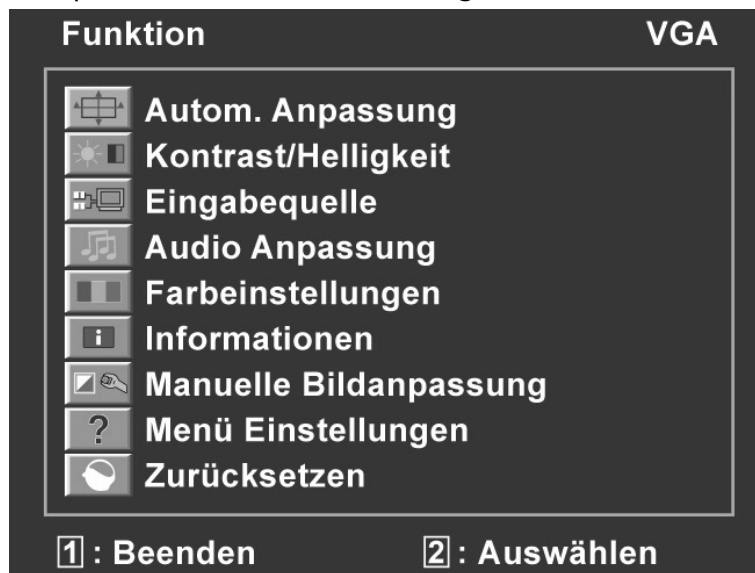 Funktion VGA
Autom. Anpassung
Kontrast/Helligkeit
Eingabequelle
Audio Anpassung
Farbeinstellungen
i Informationen
Manuelle Bildanpassung
? Menü Einstellungen
Zurücksetzen
1 : Beenden 2 : Auswählen